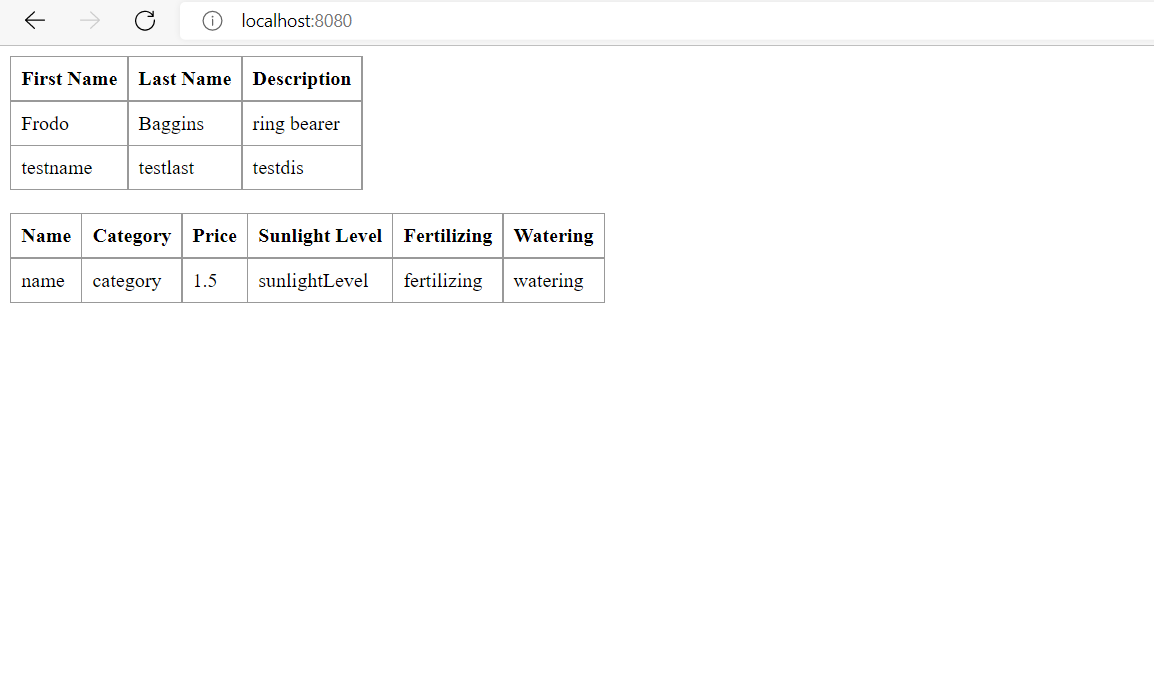 localhost:8080
First Name Last Name Description
Frodo Baggins ring bearer
testname testlast testdis
Name Category Price Sunlight Level Fertilizing Watering
name category 1.5 sunlightLevel fertilizing watering